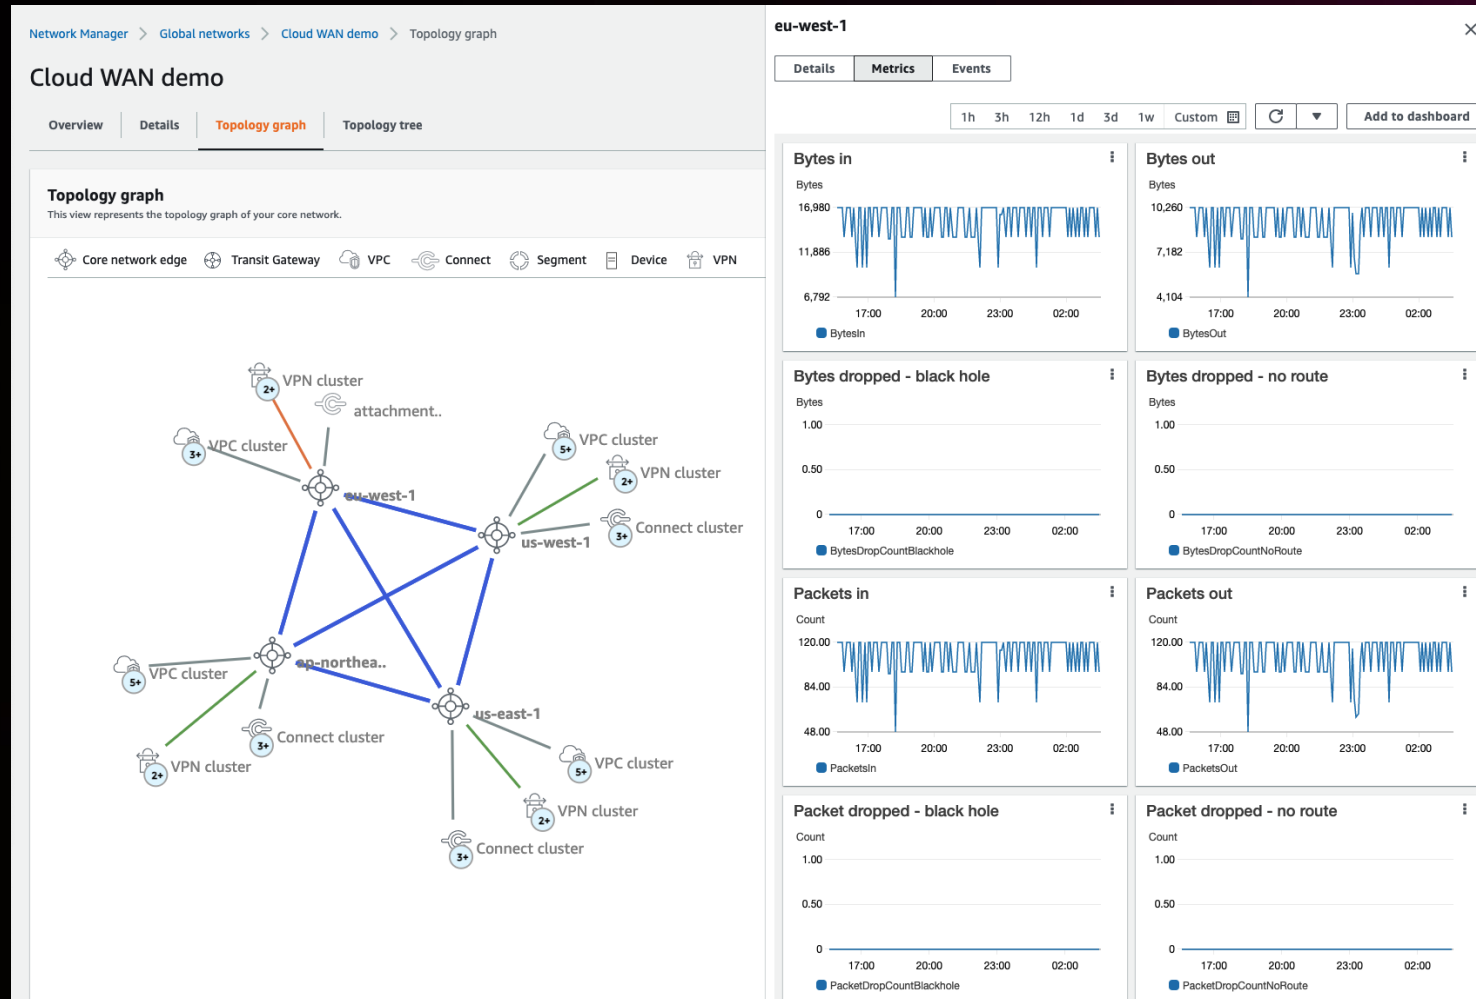 Network Manager > Global networks > Cloud WAN demo > Topology graph
Cloud WAN demo
Overview Details Topology graph Topology tree
Topology graph
This view represents the topology graph of your core network.
Core network edge Transit Gateway VPC Connect Segment Device VPN
2+ VPN cluster
attachment..
3+ VPC cluster
5+ VPC cluster
2+ VPN cluster
eu-west-1
3+ Connect cluster
us-west-1
ap-northea..
5+ VPC cluster
us-east-1
3+ Connect cluster
2+ VPN cluster
5+ VPC cluster
2+ VPN cluster
3+ Connect cluster
eu-west-1
Details Metrics Events
1h 3h 12h 1d 3d 1w Custom Add to dashboard
Bytes in
Bytes
16,980
11,886
6,792
17:00 20:00 23:00 02:00
BytesIn
Bytes out
Bytes
10,260
7,182
4,104
17:00 20:00 23:00 02:00
BytesOut
Bytes dropped - black hole
Bytes
1.00
0.50
0
17:00 20:00 23:00 02:00
BytesDropCountBlackhole
Bytes dropped - no route
Bytes
1.00
0.50
0
17:00 20:00 23:00 02:00
BytesDropCountNoRoute
Packets in
Count
120.00
84.00
48.00
17:00 20:00 23:00 02:00
PacketsIn
Packets out
Count
120.00
84.00
48.00
17:00 20:00 23:00 02:00
PacketsOut
Packet dropped - black hole
Count
1.00
0.50
0
17:00 20:00 23:00 02:00
PacketDropCountBlackhole
Packet dropped - no route
Count
1.00
0.50
0
17:00 20:00 23:00 02:00
PacketDropCountNoRoute